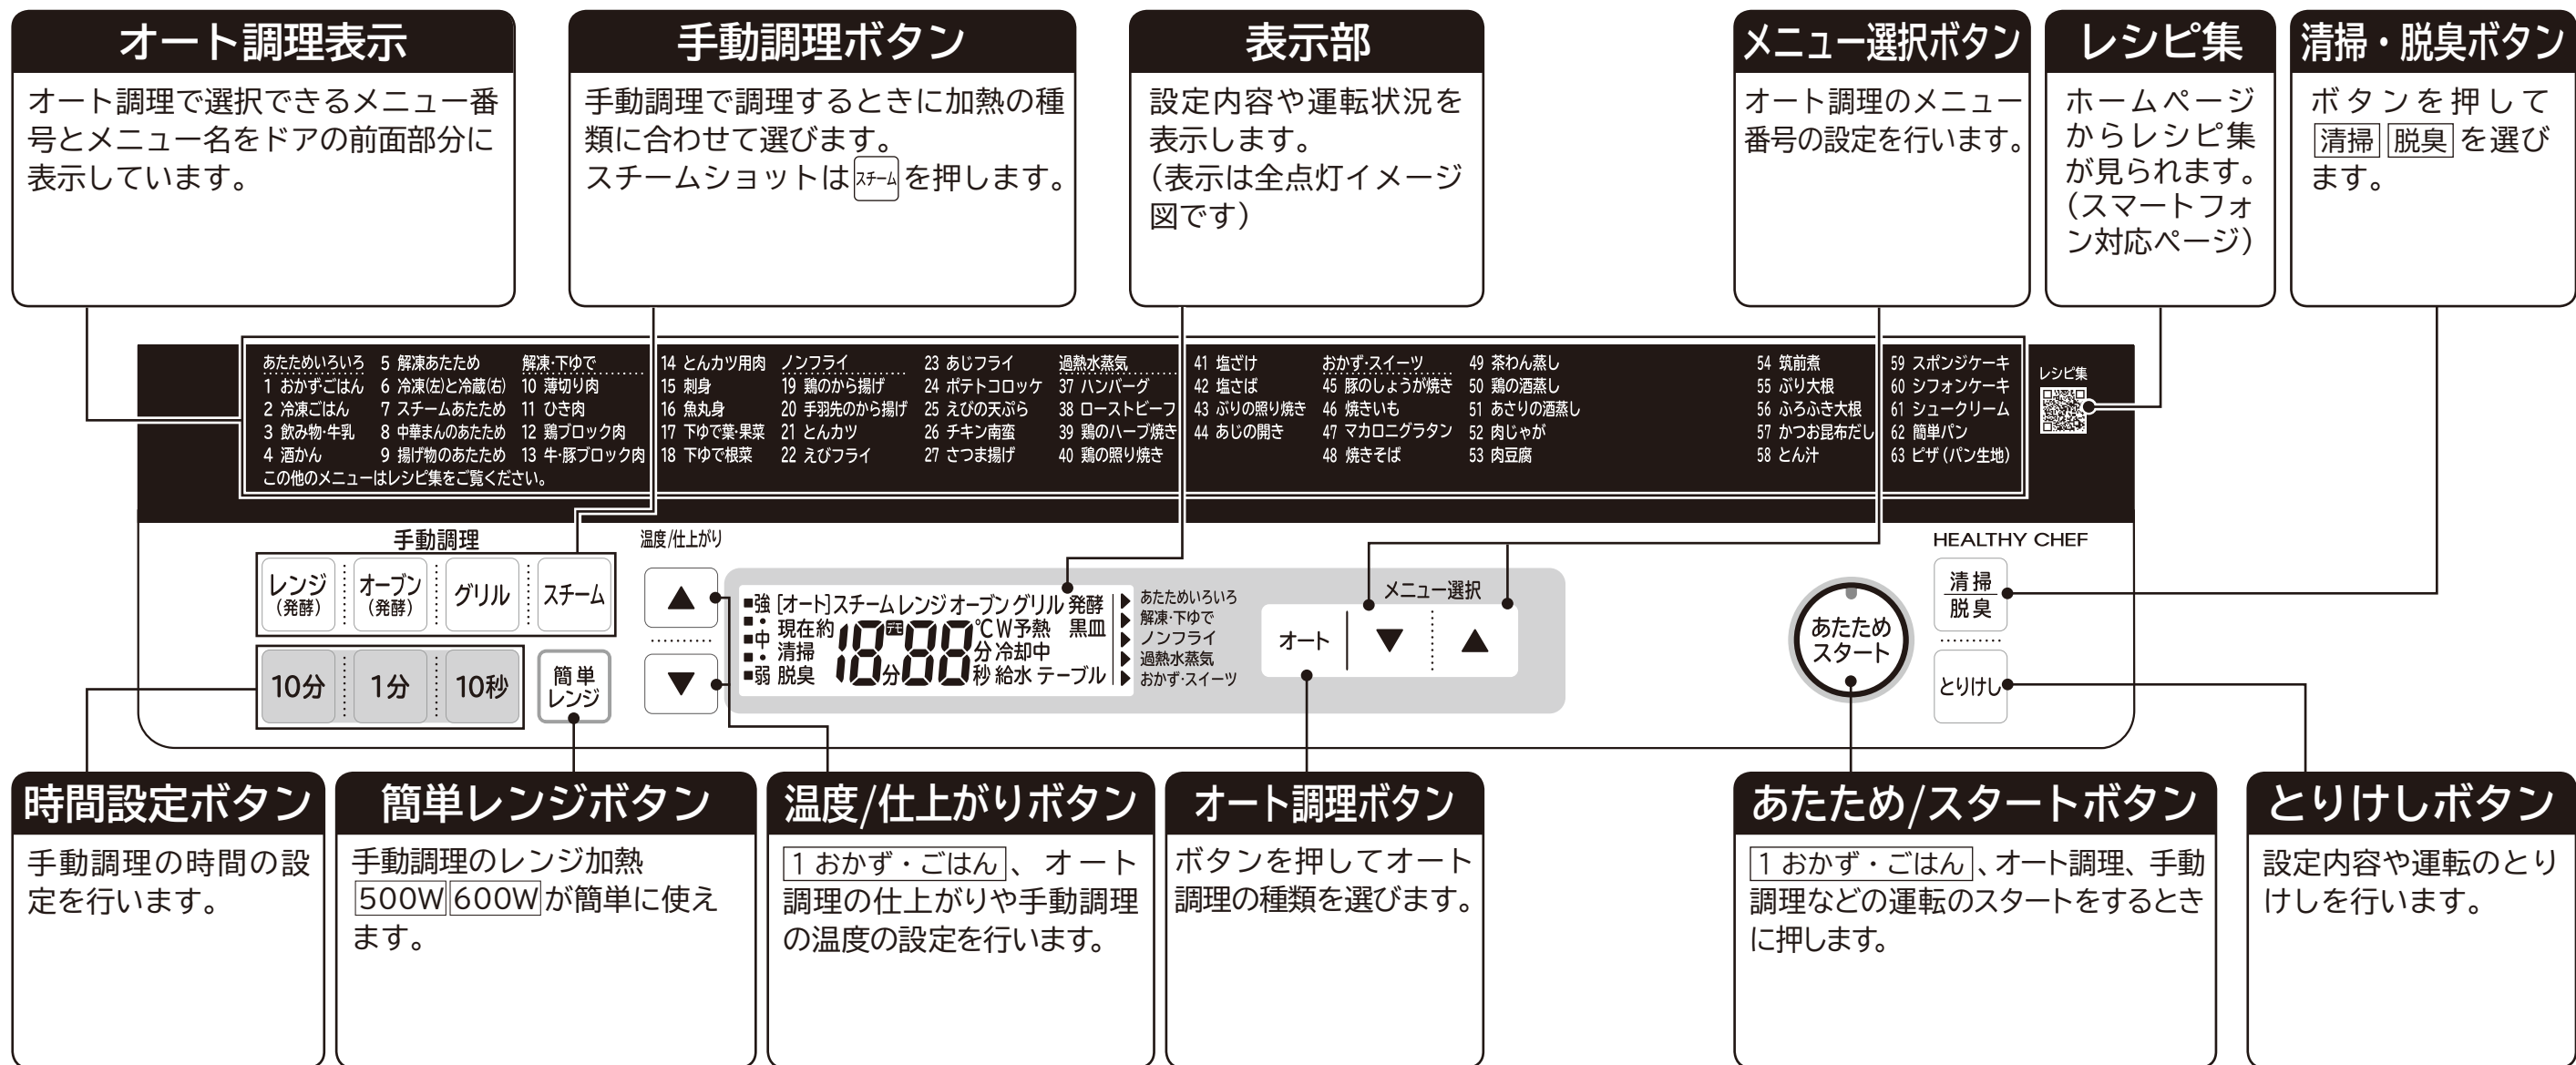 オート調理表示
オート調理で選択できるメニュー番
号とメニュー名をドアの前面部分に
表示しています。
手動調理ボタン
手動調理で調理するときに加熱の種
類に合わせて選びます。
スチームショットは スチーム を押します。
表示部
設定内容や運転状況を
表示します。
(表示は全点灯イメージ
図です)
メニュー選択ボタン
オート調理のメニュー
番号の設定を行います。
レシピ集
ホームページ
からレシピ集
が見られます。
(スマートフォ
ン対応ページ)
清掃・脱臭ボタン
ボタンを押して
清掃 脱臭 を選び
ます。
あたためいろいろ
1 おかず・ごはん
2 冷凍ごはん
3 飲み物・牛乳
4 酒かん
5 解凍あたため
6 冷凍(左)と冷蔵(右)
7 スチームあたため
8 中華まんのあたため
9 揚げ物のあたため
解凍・下ゆで
10 薄切り肉
11 ひき肉
12 鶏ブロック肉
13 牛・豚ブロック肉
14 とんカツ用肉
15 刺身
16 魚丸身
17 下ゆで葉・果菜
18 下ゆで根菜
ノンフライ
19 鶏のから揚げ
20 手羽先のから揚げ
21 とんカツ
22 えびフライ
23 あじフライ
24 ポテトコロッケ
25 えびの天ぷら
26 チキン南蛮
27 さつま揚げ
過熱水蒸気
37 ハンバーグ
38 ローストビーフ
39 鶏のハーブ焼き
40 鶏の照り焼き
41 塩ざけ
42 塩さば
43 ぶりの照り焼き
44 あじの開き
おかず・スイーツ
45 豚のしょうが焼き
46 焼きいも
47 マカロニグラタン
48 焼きそば
49 茶わん蒸し
50 鶏の酒蒸し
51 あさりの酒蒸し
52 肉じゃが
53 肉豆腐
54 筑前煮
55 ぶり大根
56 ふろふき大根
57 かつお昆布だし
58 とん汁
59 スポンジケーキ
60 シフォンケーキ
61 シュークリーム
62 簡単パン
63 ピザ(パン生地)
この他のメニューはレシピ集をご覧ください。
レシピ集
手動調理
レンジ
(発酵)
オーブン
(発酵)
グリル
スチーム
10分
1分
10秒
簡単
レンジ
温度/仕上がり
▲
▼
■強 [オート]スチーム レンジ オーブン グリル 発酵
■・ 現在約 18:88 ℃ W 予熱 黒皿
■中 清掃 分 冷却中
■・
■弱 脱臭 分 秒 給水 テーブル
▶あたためいろいろ
▶解凍・下ゆで
▶ノンフライ
▶過熱水蒸気
▶おかず・スイーツ
メニュー選択
オート ▼ ▲
あたため
スタート
HEALTHY CHEF
清掃
脱臭
とりけし
時間設定ボタン
手動調理の時間の設
定を行います。
簡単レンジボタン
手動調理のレンジ加熱
500W 600W が簡単に使え
ます。
温度/仕上がりボタン
1 おかず・ごはん 、オート
調理の仕上がりや手動調理
の温度の設定を行います。
オート調理ボタン
ボタンを押してオート
調理の種類を選びます。
あたため/スタートボタン
1 おかず・ごはん 、オート調理、手動
調理などの運転のスタートをするとき
に押します。
とりけしボタン
設定内容や運転のとり
けしを行います。